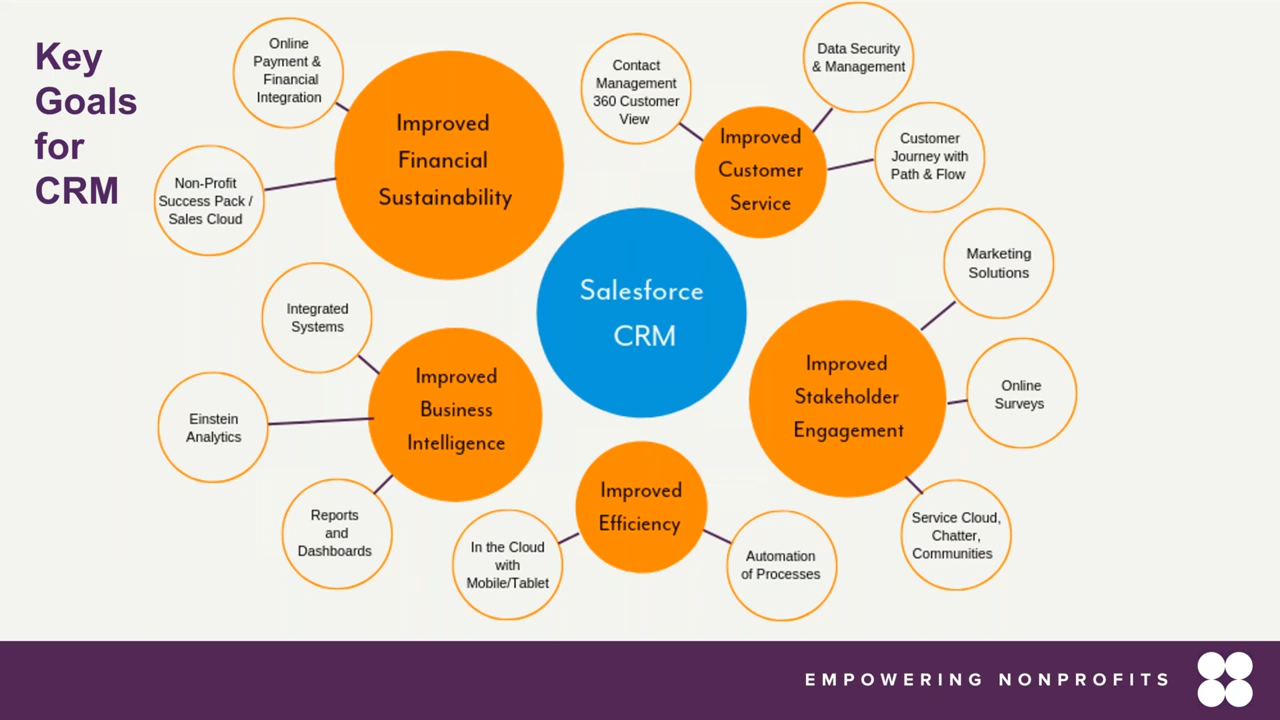 Key
Goals
for
CRM
Online
Payment &
Financial
Integration
Non-Profit
Success Pack /
Sales Cloud
Improved
Financial
Sustainability
Contact
Management
360 Customer
View
Data Security
& Management
Customer
Journey with
Path & Flow
Improved
Customer
Service
Salesforce
CRM
Integrated
Systems
Einstein
Analytics
Reports
and
Dashboards
Improved
Business
Intelligence
Marketing
Solutions
Online
Surveys
Service Cloud,
Chatter,
Communities
Improved
Stakeholder
Engagement
Improved
Efficiency
In the Cloud
with
Mobile/Tablet
Automation
of Processes
EMPOWERING NONPROFITS